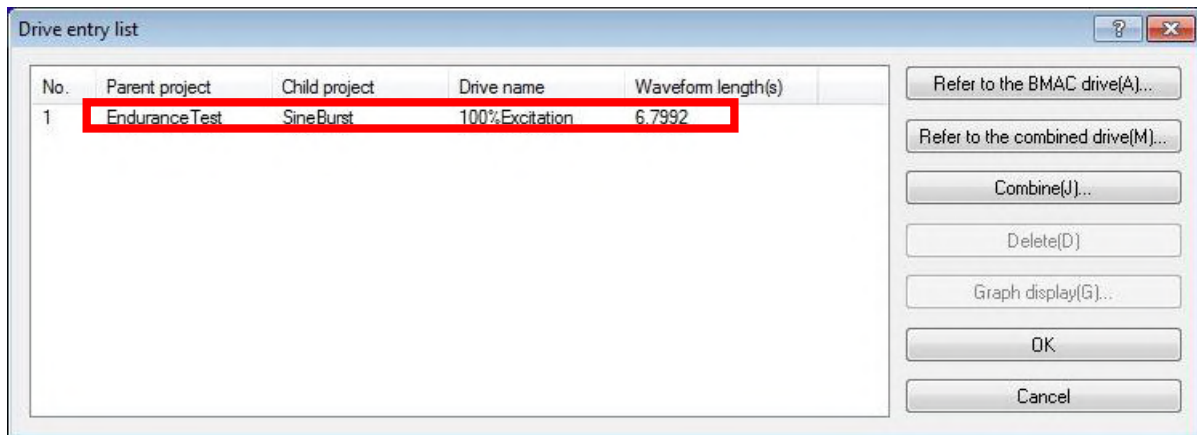 Drive entry list
No. Parent project Child project Drive name Waveform length(s)
1 EnduranceTest SineBurst 100%Excitation 6.7992
Refer to the BMAC drive(A)...
Refer to the combined drive(M)...
Combine(J)...
Delete(D)
Graph display(G)...
OK
Cancel